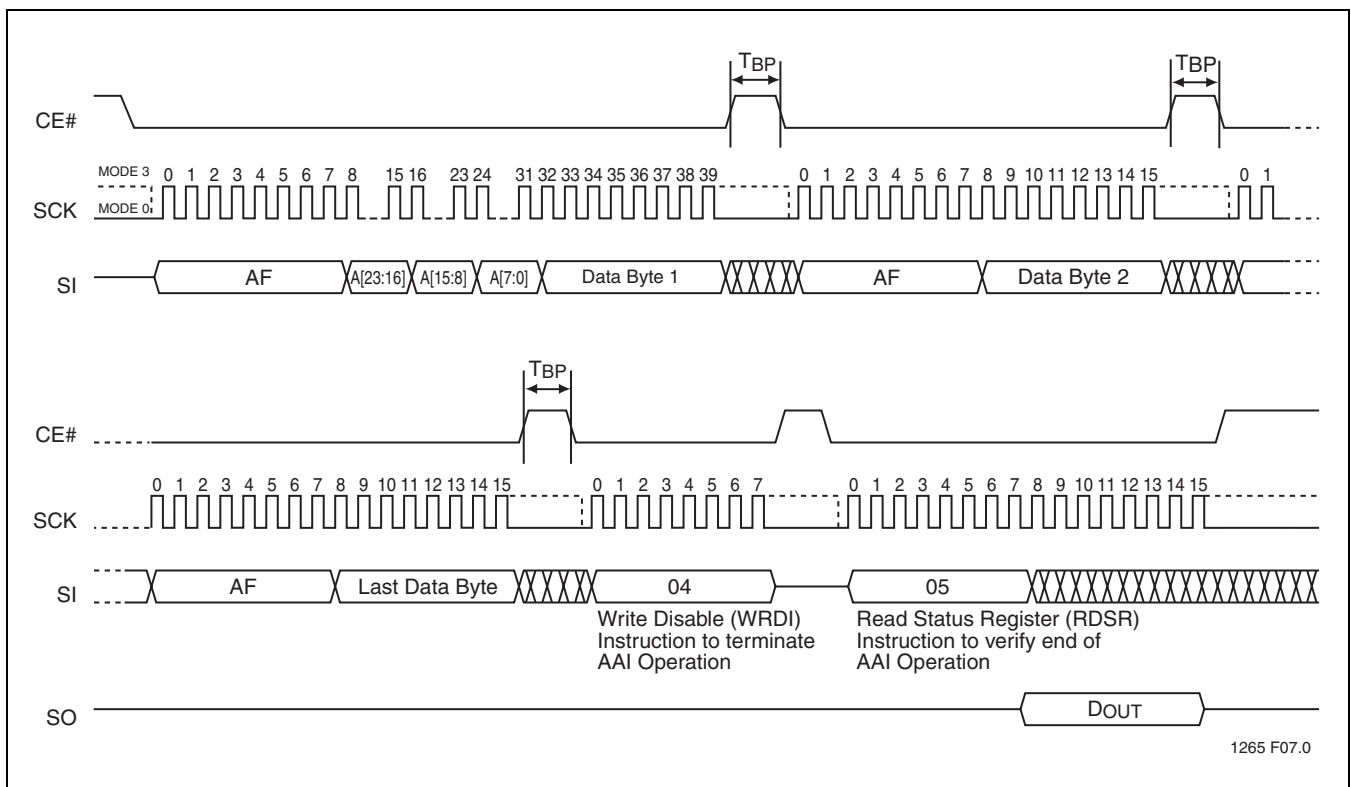 TBP TBP
CE#
MODE 3 0 1 2 3 4 5 6 7 8 15 16 23 24 31 32 33 34 35 36 37 38 39 0 1 2 3 4 5 6 7 8 9 10 11 12 13 14 15 0 1
SCK MODE 0
SI AF A[23:16] A[15:8] A[7:0] Data Byte 1 AF Data Byte 2
TBP
CE#
0 1 2 3 4 5 6 7 8 9 10 11 12 13 14 15 0 1 2 3 4 5 6 7 0 1 2 3 4 5 6 7 8 9 10 11 12 13 14 15
SCK
SI AF Last Data Byte 04 05
Write Disable (WRDI) Read Status Register (RDSR)
Instruction to terminate Instruction to verify end of
AAI Operation AAI Operation
SO DOUT
1265 F07.0